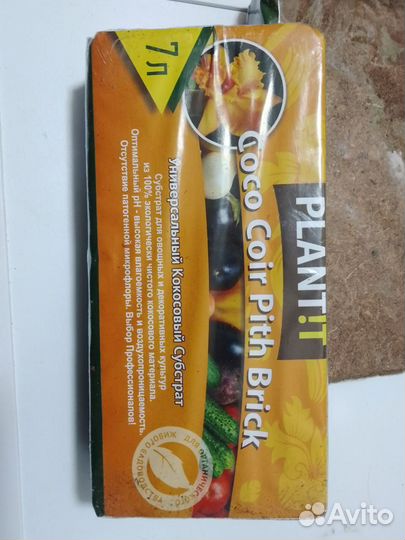 PLANT!T
Coco Coir Pith Brick
7 л
Универсальный Кокосовый Субстрат
Субстрат для овощных и декоративных культур
из 100% экологически чистого кокосового материала.
Оптимальный pH - высокая влагоемкость и воздухопроницаемость
Отсутствие патогенной микрофлоры. Выбор Профессионалов!
Avito